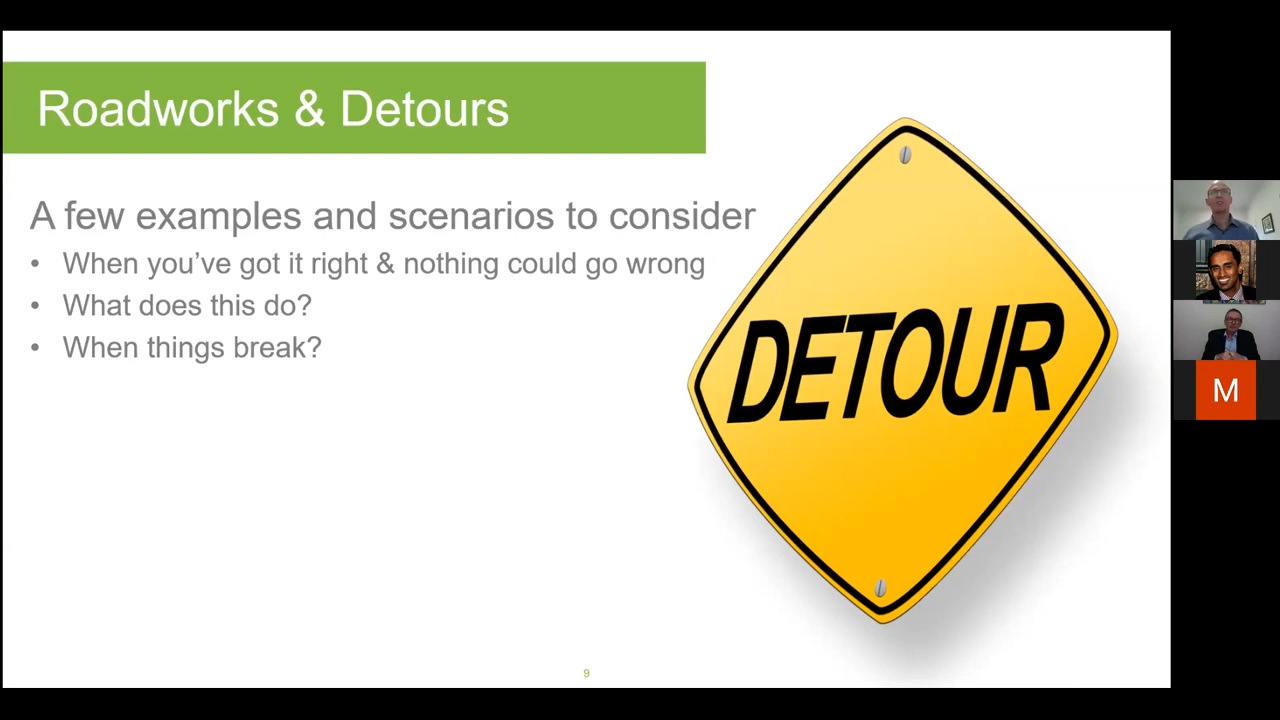 Roadworks & Detours
A few examples and scenarios to consider
• When you’ve got it right & nothing could go wrong
• What does this do?
• When things break?
DETOUR
M
9